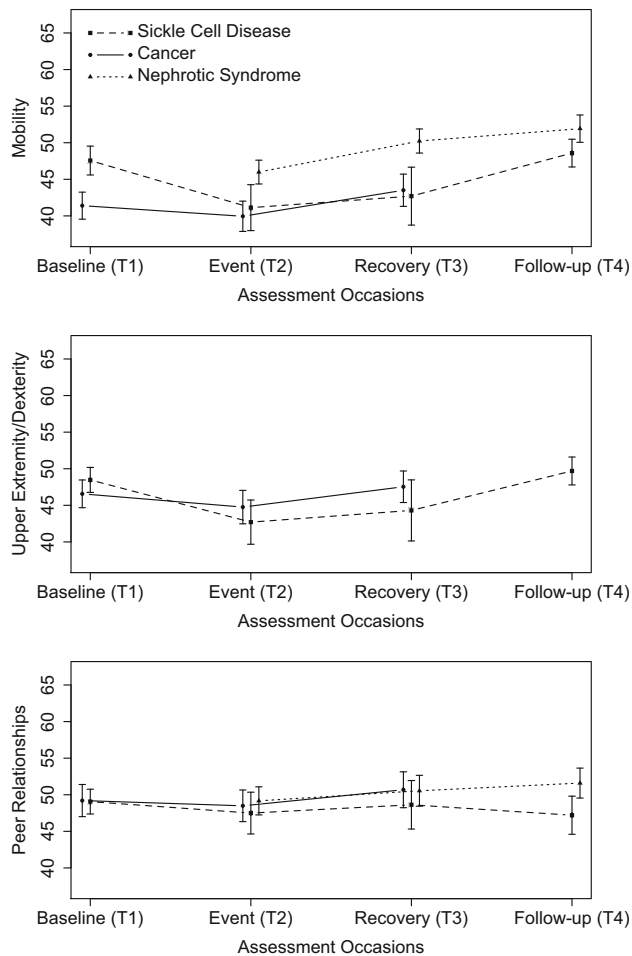 Mobility
65
60
55
50
45
40
Sickle Cell Disease
Cancer
Nephrotic Syndrome
Baseline (T1) Event (T2) Recovery (T3) Follow-up (T4)
Assessment Occasions
Upper Extremity/Dexterity
65
60
55
50
45
40
Baseline (T1) Event (T2) Recovery (T3) Follow-up (T4)
Assessment Occasions
Peer Relationships
65
60
55
50
45
40
Baseline (T1) Event (T2) Recovery (T3) Follow-up (T4)
Assessment Occasions